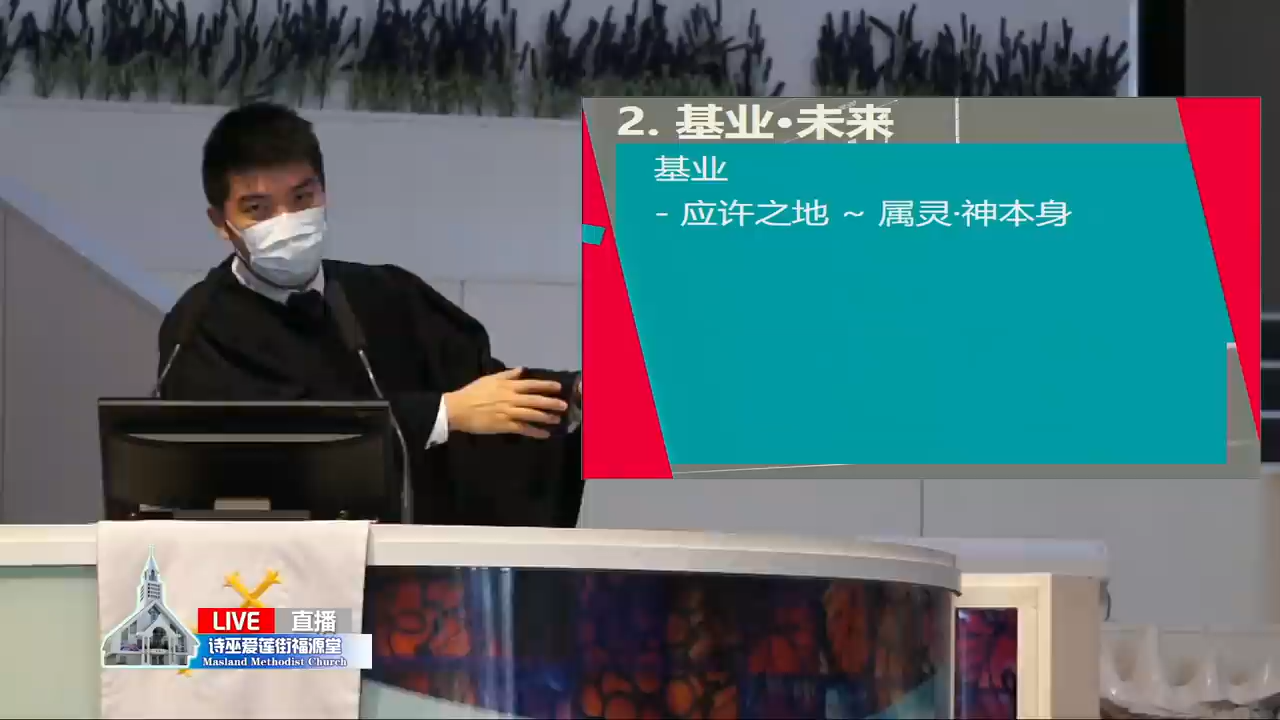 2. 基业•未来
基业
- 应许之地 ~ 属灵·神本身
LIVE 直播
诗巫爱莲街福源堂
Masland Methodist Church